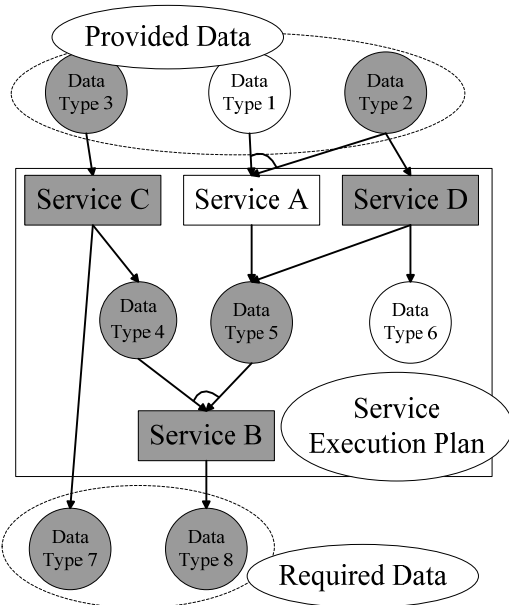 Provided Data
Data Data Data
Type 3 Type 1 Type 2
Service C Service A Service D
Data Data Data
Type 4 Type 5 Type 6
Service
Execution Plan
Service B
Data Data
Type 7 Type 8
Required Data